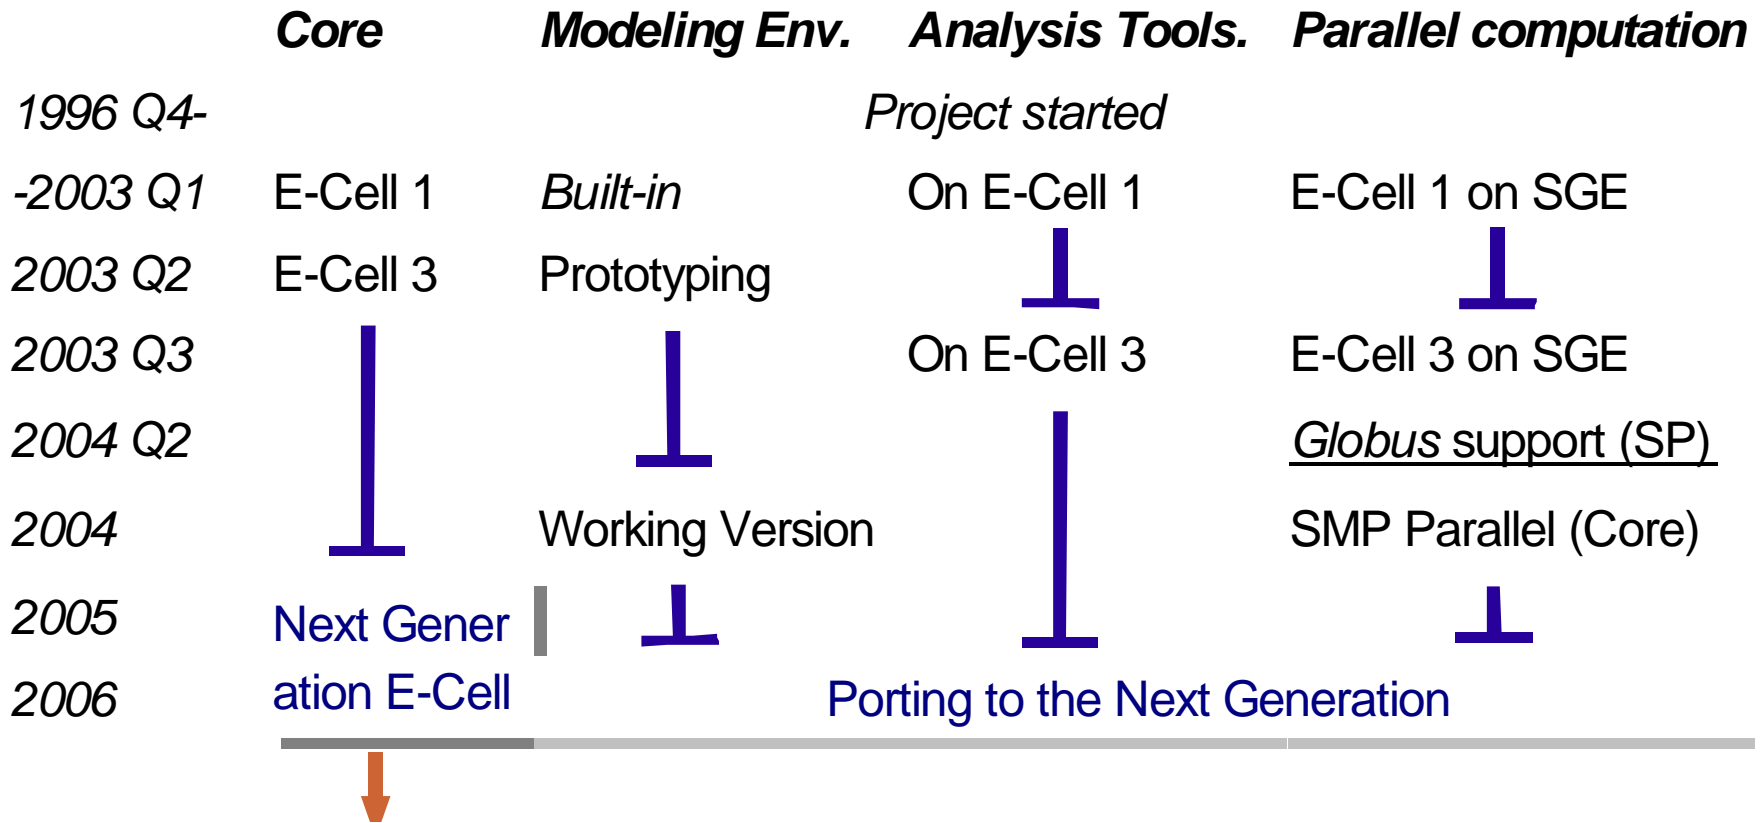 Core Modeling Env. Analysis Tools. Parallel computation
1996 Q4- Project started
-2003 Q1 E-Cell 1 Built-in On E-Cell 1 E-Cell 1 on SGE
2003 Q2 E-Cell 3 Prototyping
2003 Q3 On E-Cell 3 E-Cell 3 on SGE
2004 Q2 Globus support (SP)
2004 Working Version SMP Parallel (Core)
2005 Next Gener
2006 ation E-Cell Porting to the Next Generation